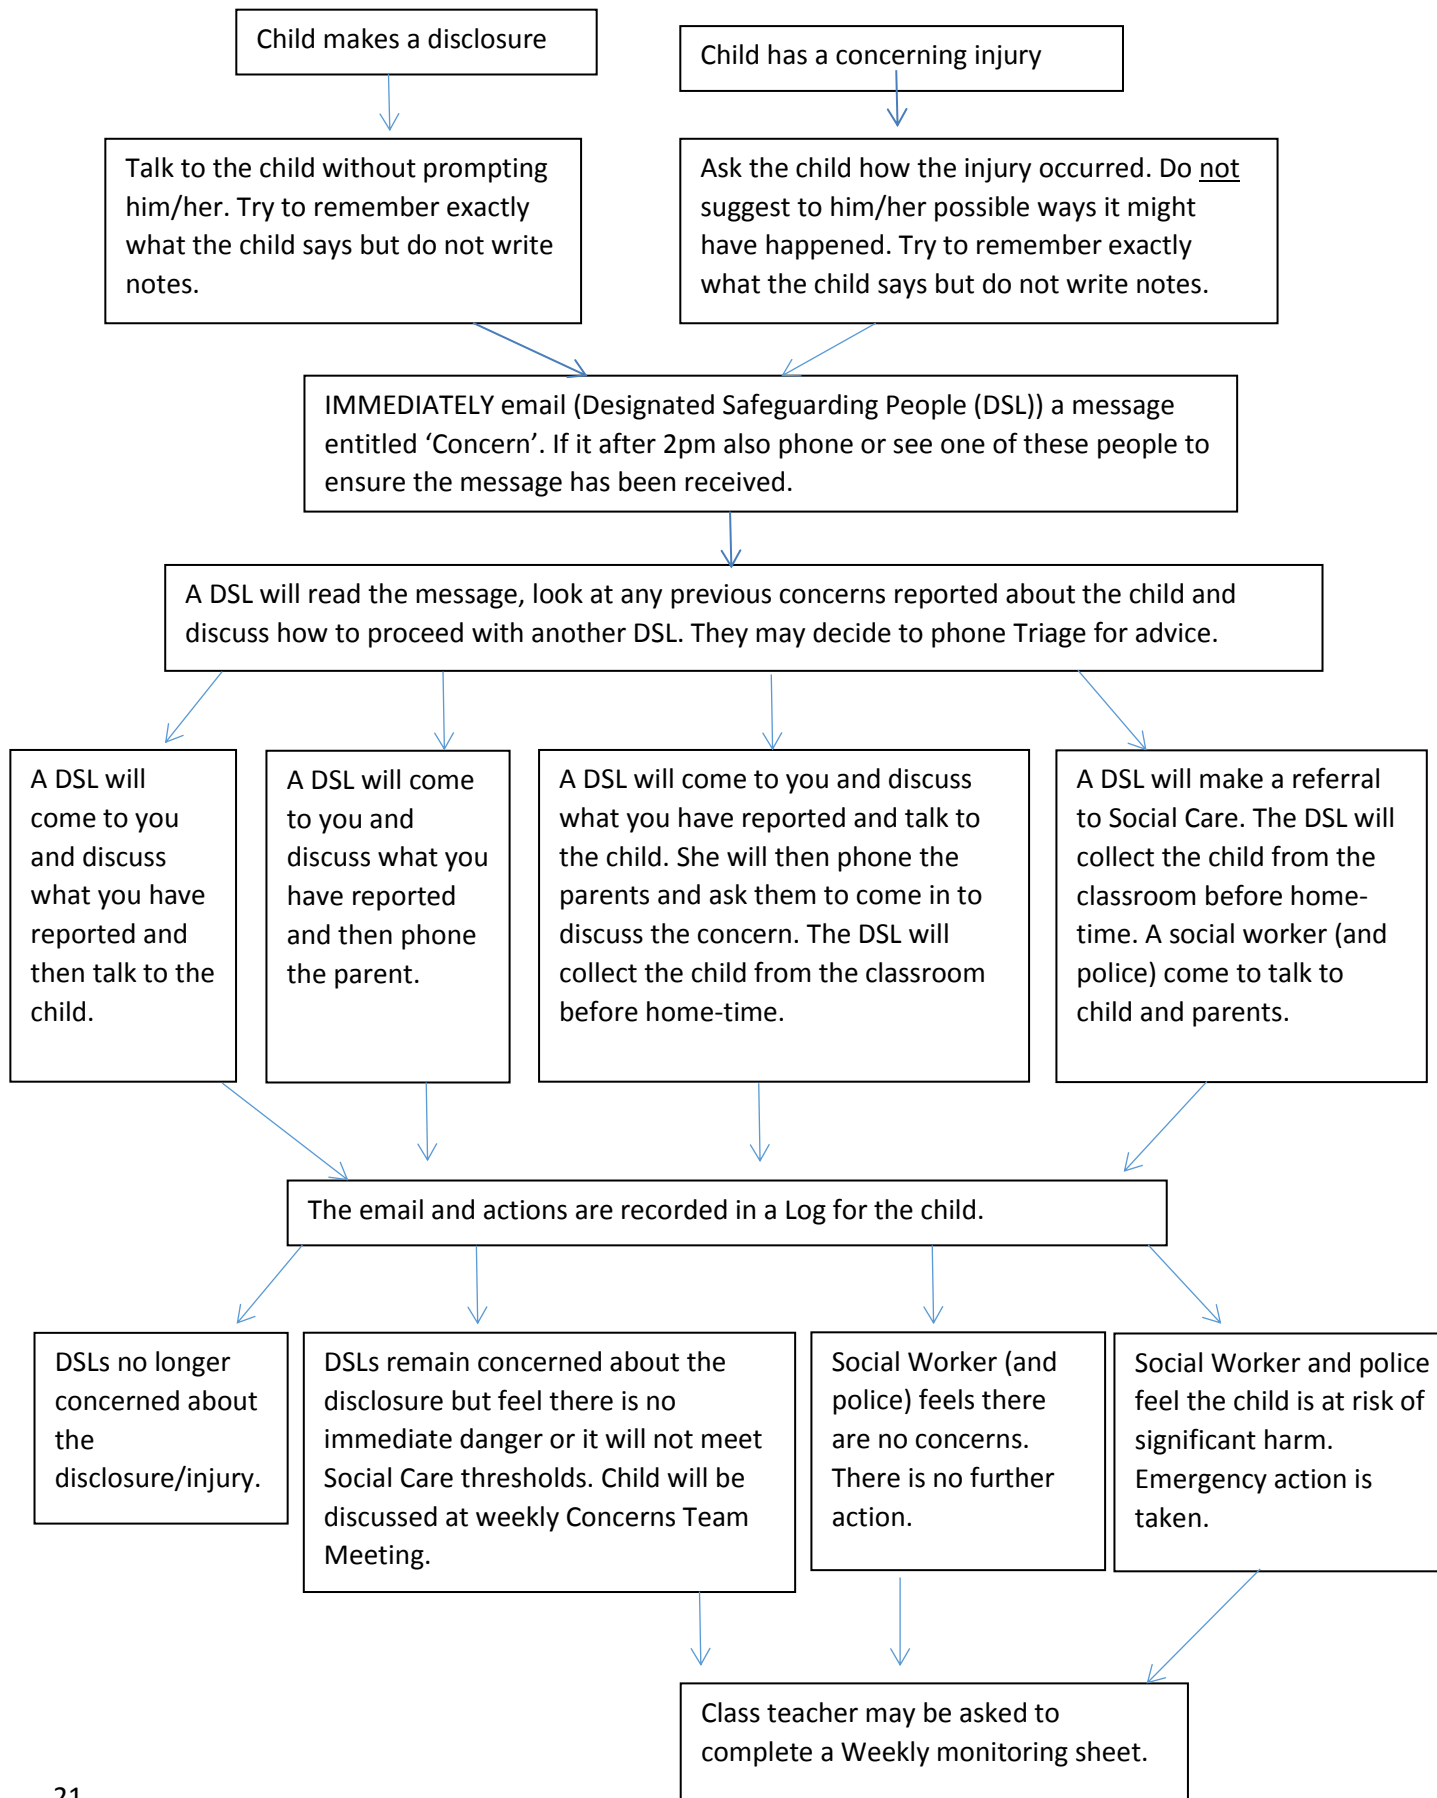 Child makes a disclosure
Child has a concerning injury
Talk to the child without prompting
him/her. Try to remember exactly
what the child says but do not write
notes.
Ask the child how the injury occurred. Do not
suggest to him/her possible ways it might
have happened. Try to remember exactly
what the child says but do not write notes.
IMMEDIATELY email (Designated Safeguarding People (DSL)) a message
entitled ‘Concern’. If it after 2pm also phone or see one of these people to
ensure the message has been received.
A DSL will read the message, look at any previous concerns reported about the child and
discuss how to proceed with another DSL. They may decide to phone Triage for advice.
A DSL will
come to you
and discuss
what you have
reported and
then talk to the
child.
A DSL will come
to you and
discuss what you
have reported
and then phone
the parent.
A DSL will come to you and discuss
what you have reported and talk to
the child. She will then phone the
parents and ask them to come in to
discuss the concern. The DSL will
collect the child from the classroom
before home-time.
A DSL will make a referral
to Social Care. The DSL will
collect the child from the
classroom before home-
time. A social worker (and
police) come to talk to
child and parents.
The email and actions are recorded in a Log for the child.
DSLs no longer
concerned about
the
disclosure/injury.
DSLs remain concerned about the
disclosure but feel there is no
immediate danger or it will not meet
Social Care thresholds. Child will be
discussed at weekly Concerns Team
Meeting.
Social Worker (and
police) feels there
are no concerns.
There is no further
action.
Social Worker and police
feel the child is at risk of
significant harm.
Emergency action is
taken.
Class teacher may be asked to
complete a Weekly monitoring sheet.
21